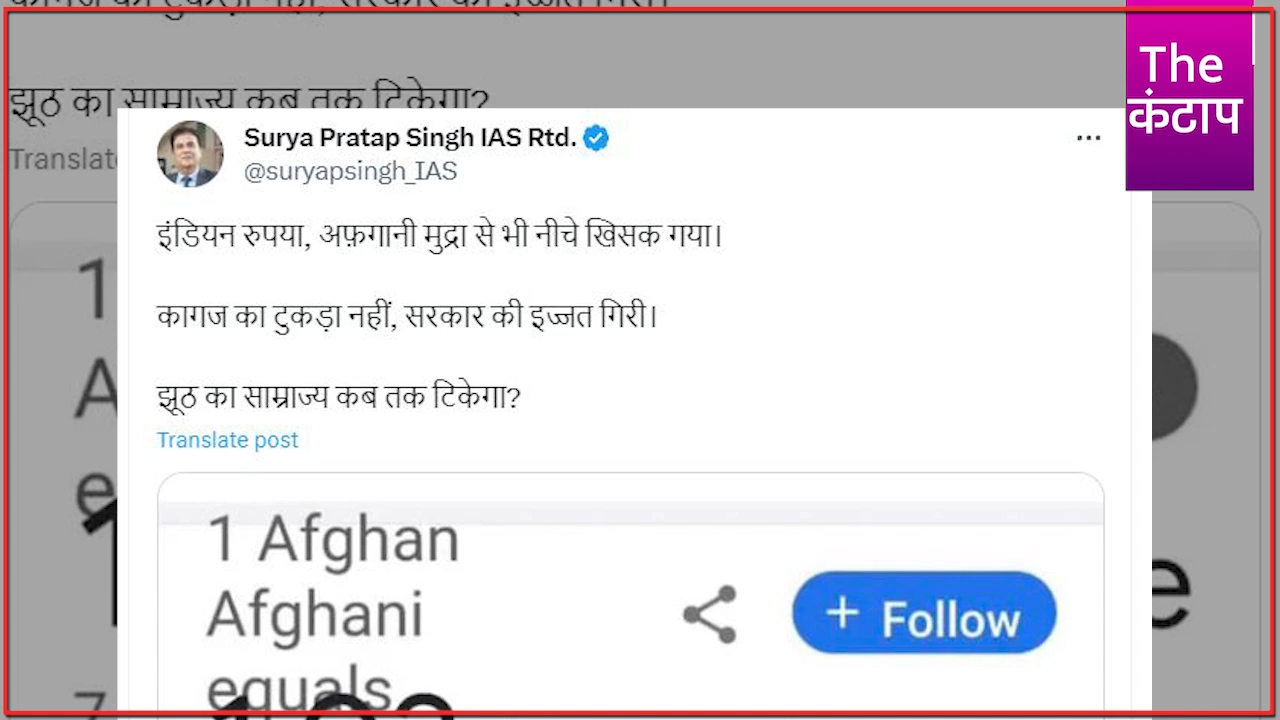 झूठ का साम्राज्य कब तक टिकेगा?
The
कंटाप
Surya Pratap Singh IAS Rtd.
@suryapsingh_IAS
इंडियन रुपया, अफ़गानी मुद्रा से भी नीचे खिसक गया।
कागज का टुकड़ा नहीं, सरकार की इज्जत गिरी।
झूठ का साम्राज्य कब तक टिकेगा?
Translate post
1 Afghan
Afghani
equals
+ Follow